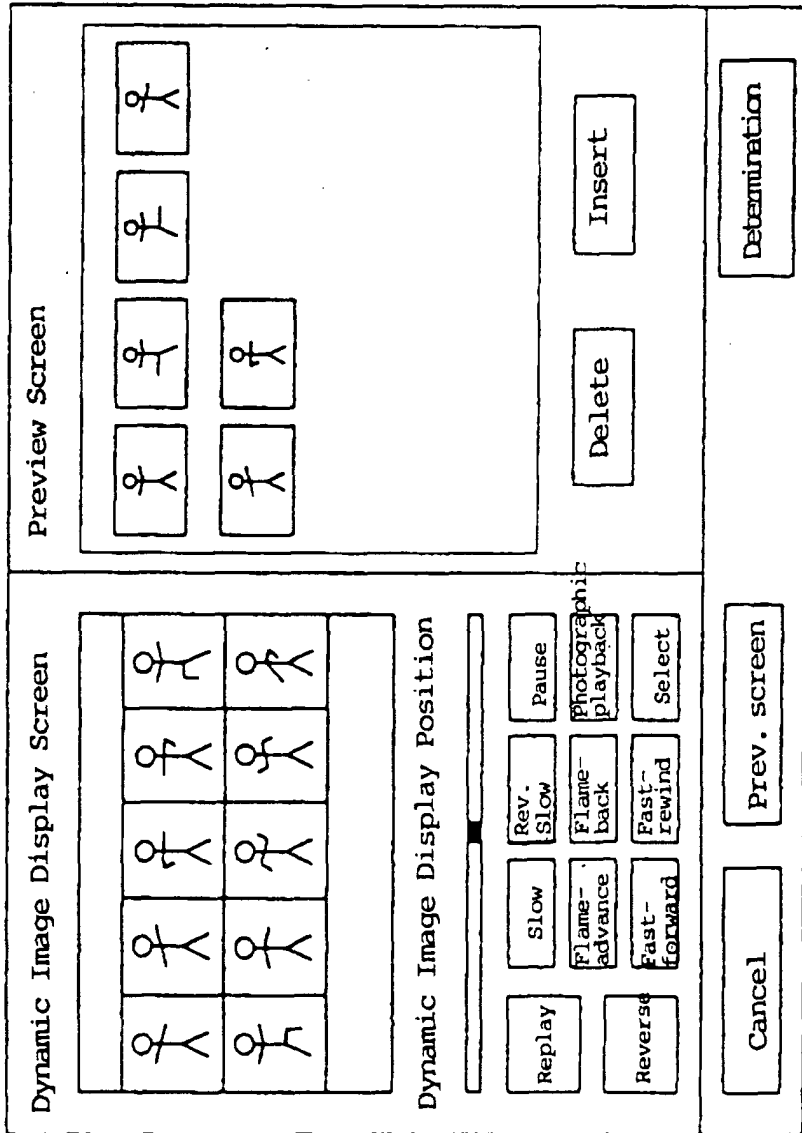 Dynamic Image Display Screen
Preview Screen
Dynamic Image Display Position
Replay
Slow
Rev.
Slow
Pause
Flame-
advance
Flame-
back
Photographic
playback
Reverse
Fast-
forward
Fast-
rewind
Select
Delete
Insert
Cancel
Prev. screen
Determination